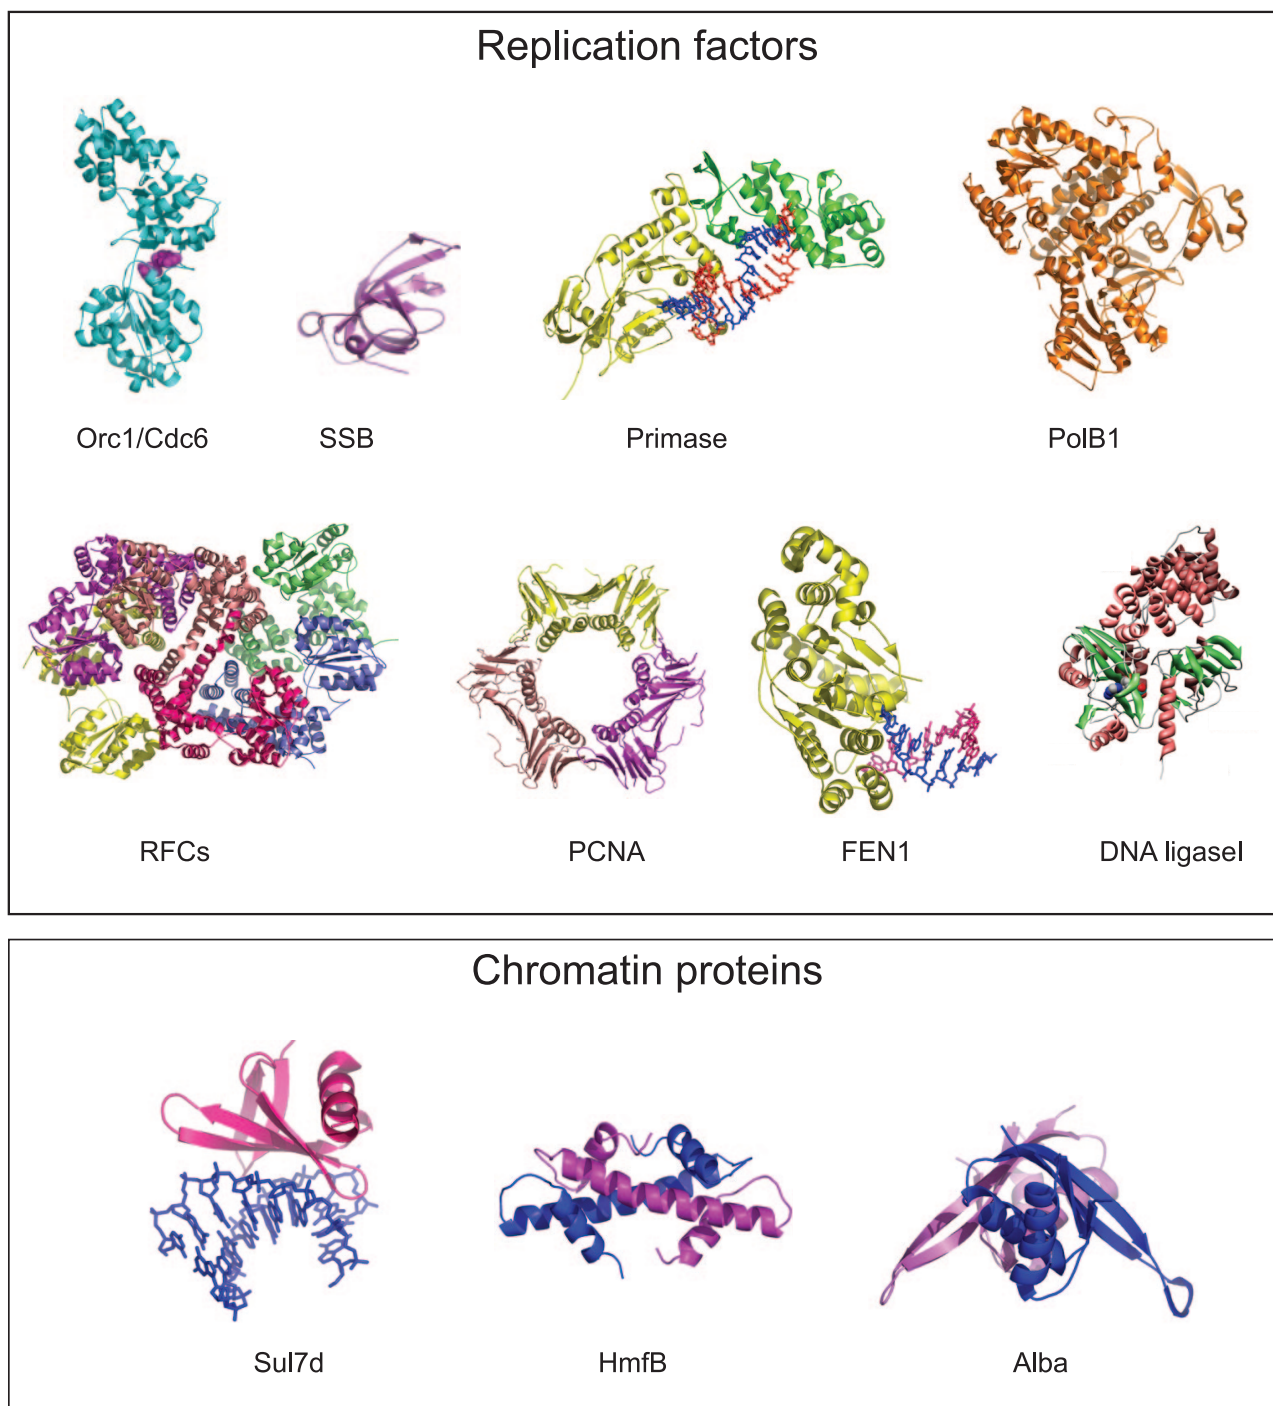 Replication factors
Orc1/Cdc6
SSB
Primase
PolB1
RFCs
PCNA
FEN1
DNA ligaseI
Chromatin proteins
Sul7d
HmfB
Alba